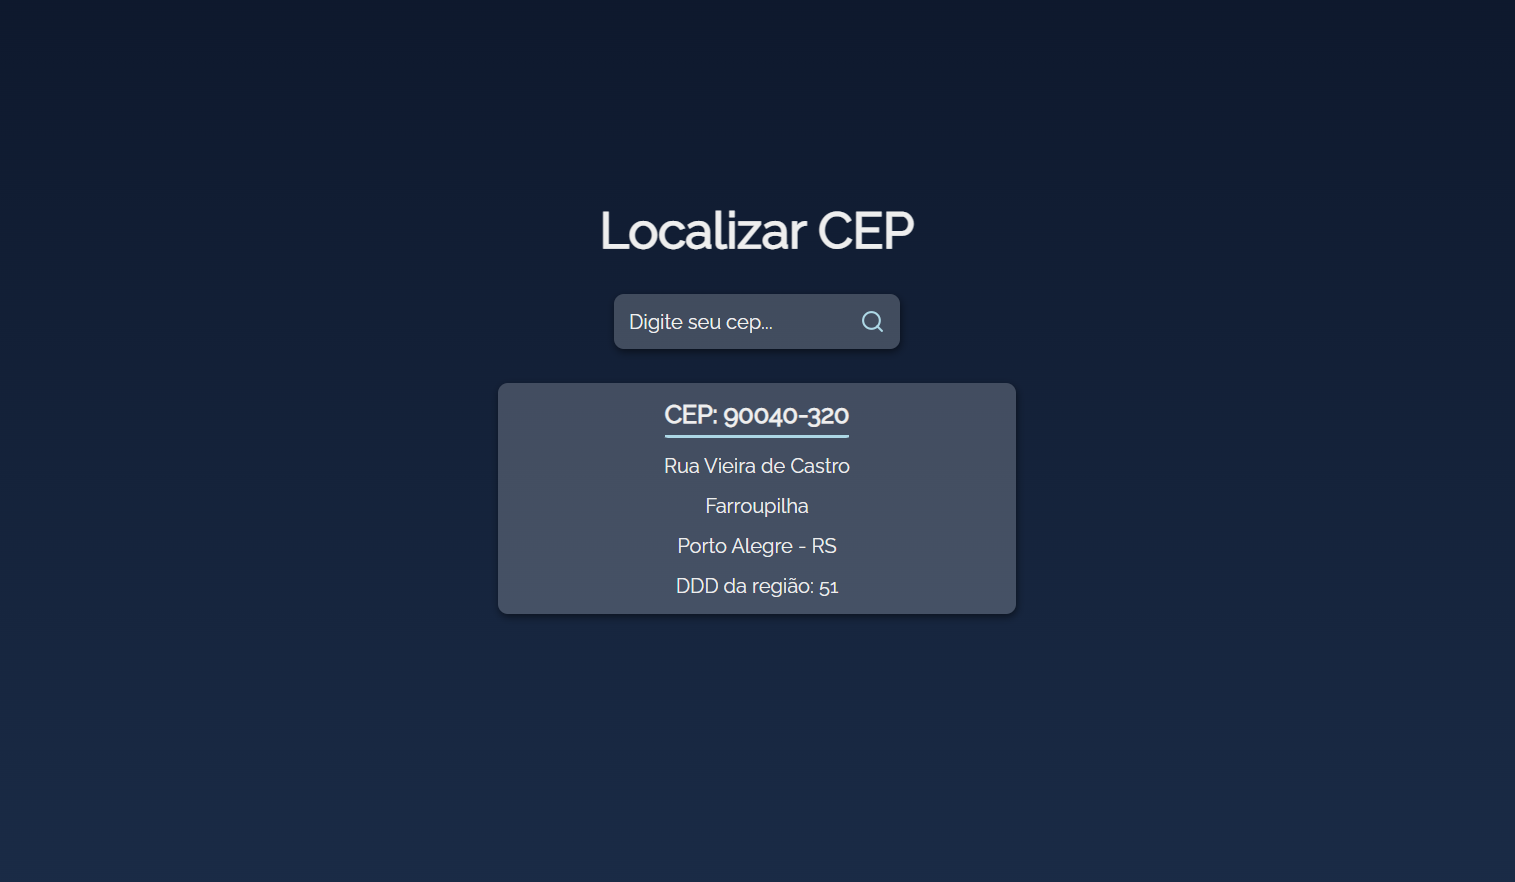 Localizar CEP
Digite seu cep...
CEP: 90040-320
Rua Vieira de Castro
Farroupilha
Porto Alegre - RS
DDD da região: 51